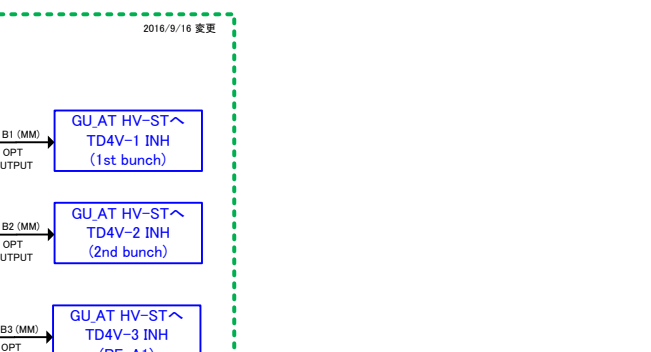 2016/9/16 変更
GU_AT HV-STへ
TD4V-1 INH
(1st bunch)
B1 (MM)
OPT
UTPUT
GU_AT HV-STへ
TD4V-2 INH
(2nd bunch)
B2 (MM)
OPT
UTPUT
GU_AT HV-STへ
TD4V-3 INH
B3 (MM)
OPT